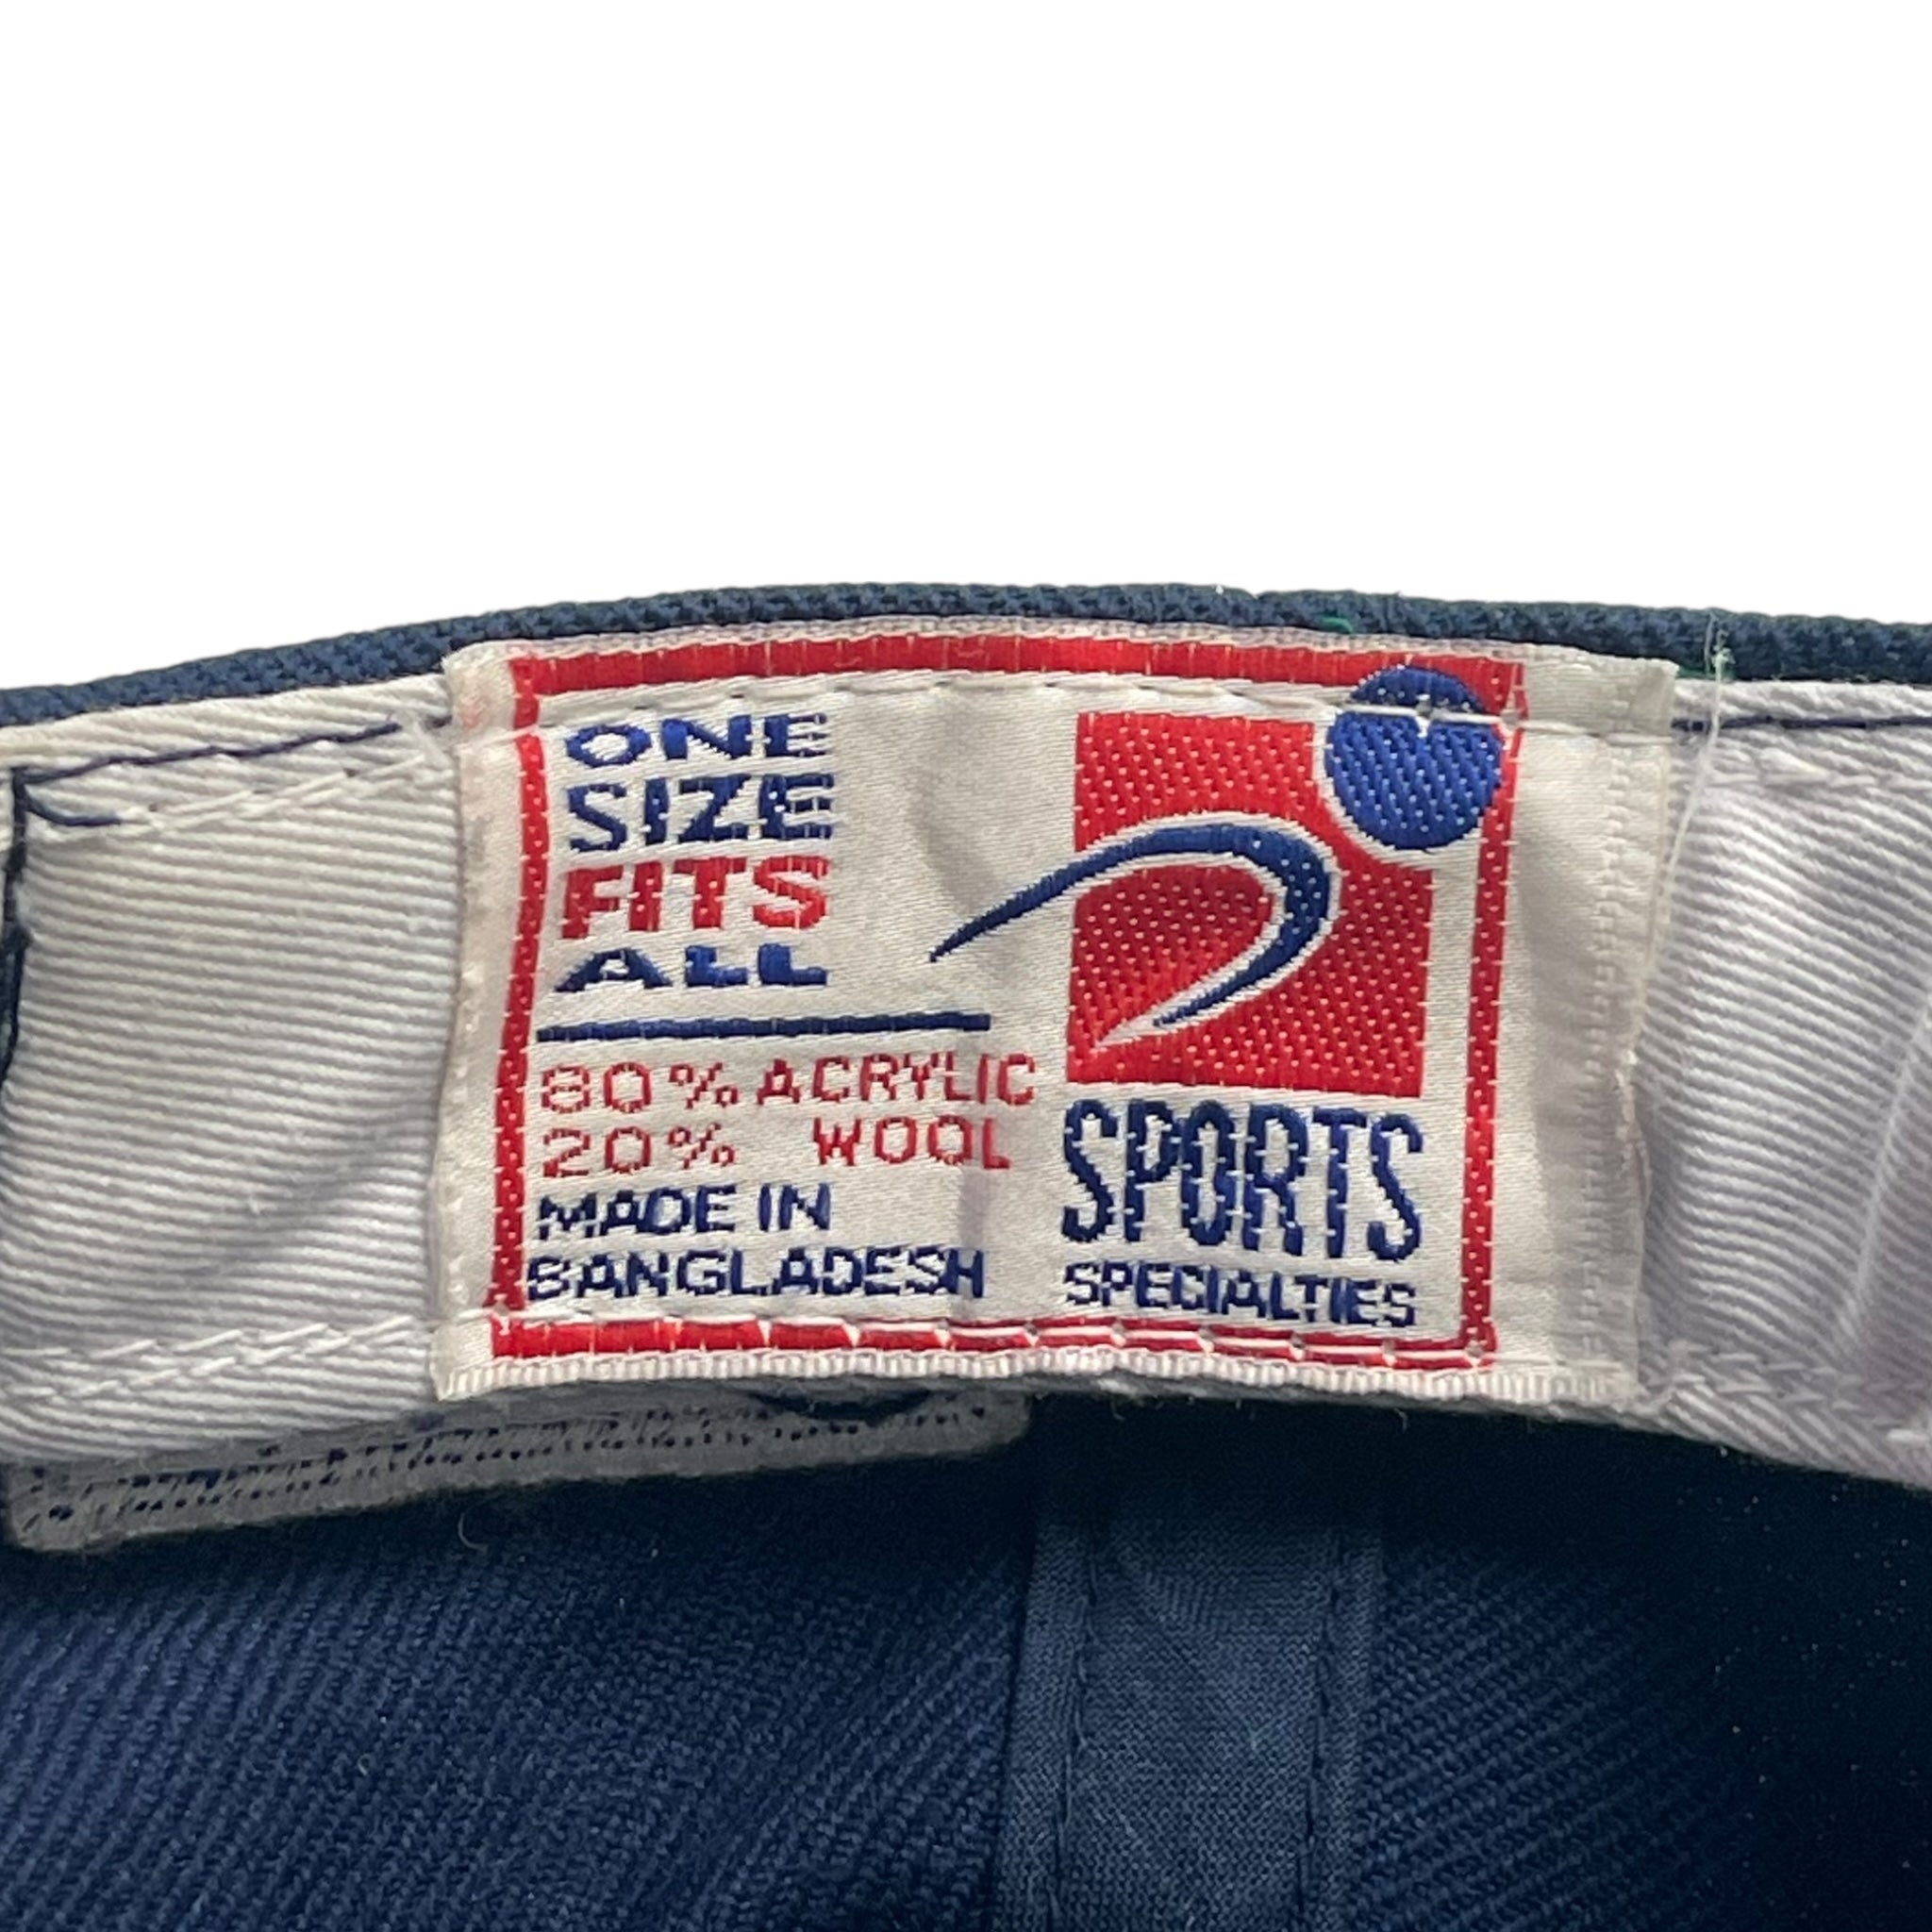 ONE
SIZE
FITS
ALL
80% ACRYLIC
20% WOOL
MADE IN
BANGLADESH
SPORTS
SPECIALTIES